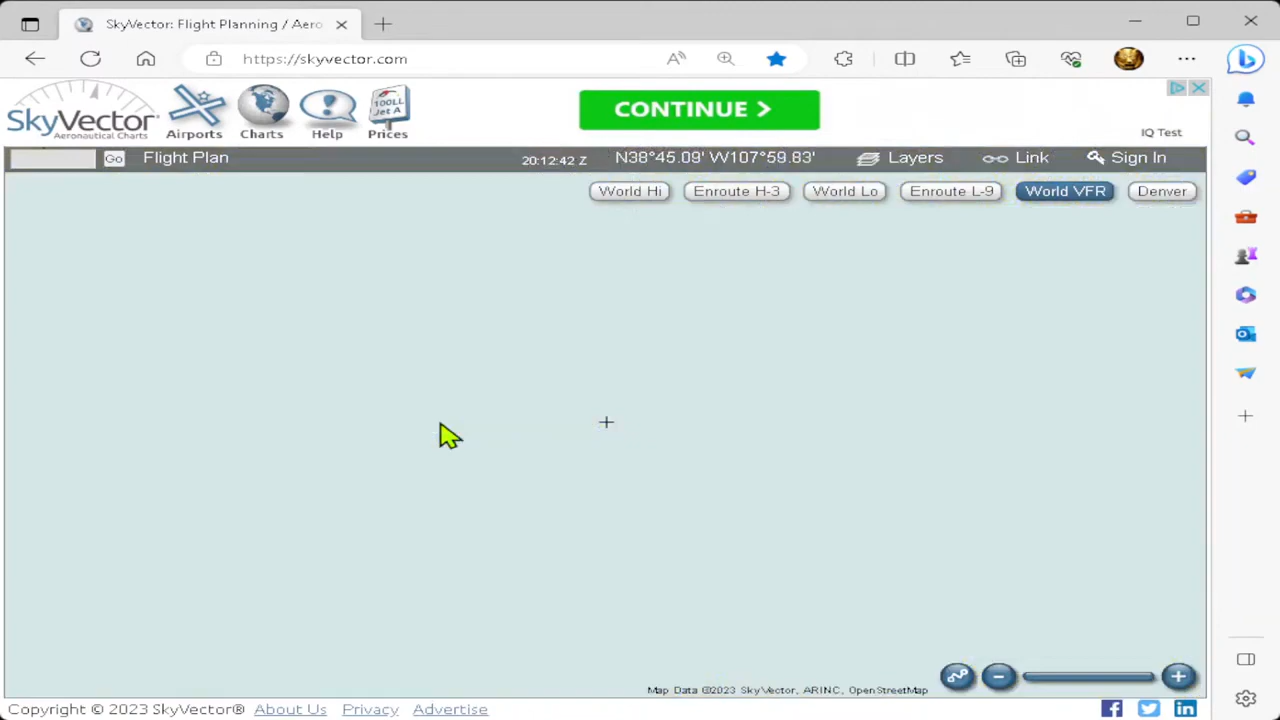 SkyVector: Flight Planning / Aero
https://skyvector.com
SkyVector
Aeronautical Charts
Airports
Charts
Help
100LL
Jet A
Prices
CONTINUE >
IQ Test
Go
Flight Plan
20:12:42 Z
N38°45.09' W107°59.83'
Layers
Link
Sign In
World Hi
Enroute H-3
World Lo
Enroute L-9
World VFR
Denver
Map Data ©2023 SkyVector, ARINC, OpenStreetMap
Copyright © 2023 SkyVector® About Us Privacy Advertise